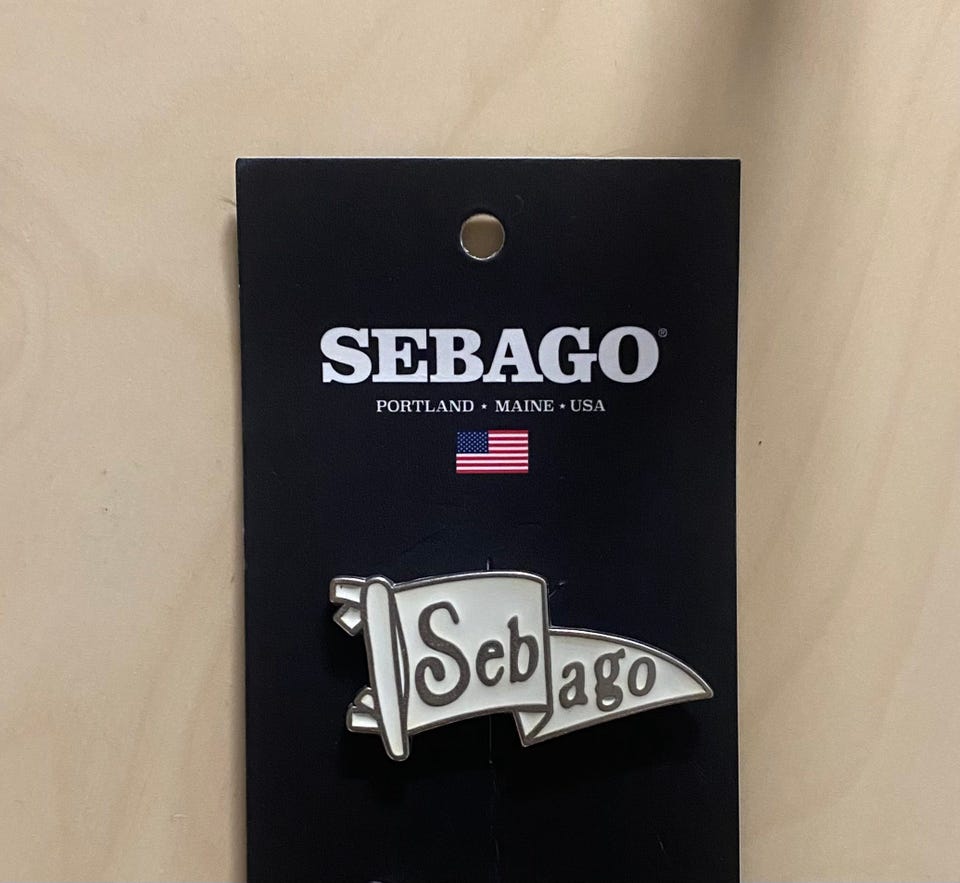 SEBAGO®
PORTLAND ⋆ MAINE ⋆ USA
Sebago